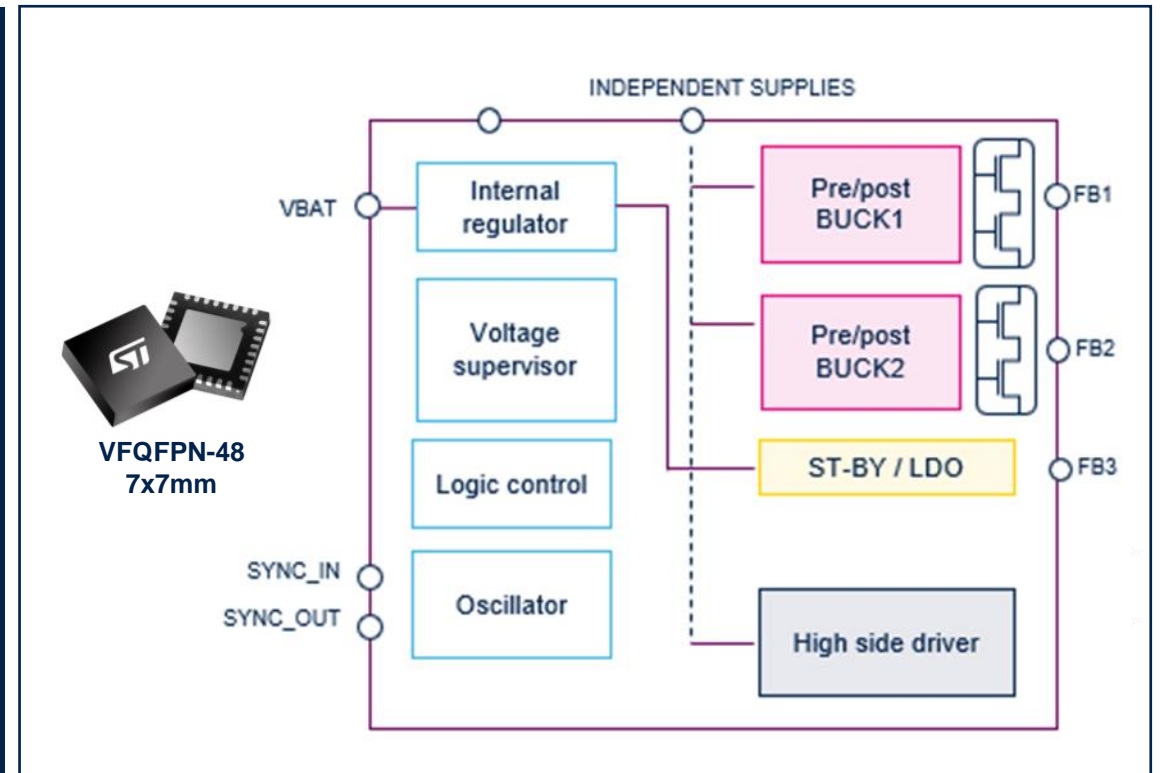 INDEPENDENT SUPPLIES
VBAT
Internal
regulator
Pre/post
BUCK1
FB1
Voltage
supervisor
Pre/post
BUCK2
FB2
ST
VFQFPN-48
7x7mm
Logic control
ST-BY / LDO
FB3
SYNC_IN
SYNC_OUT
Oscillator
High side driver